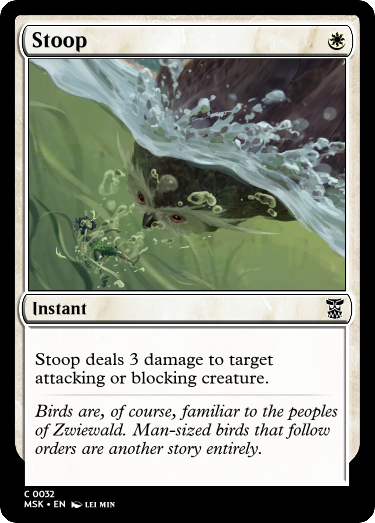 Stoop
Instant
Stoop deals 3 damage to target
attacking or blocking creature.
Birds are, of course, familiar to the peoples
of Zwiewald. Man-sized birds that follow
orders are another story entirely.
C 0032
MSK • EN LEI MIN